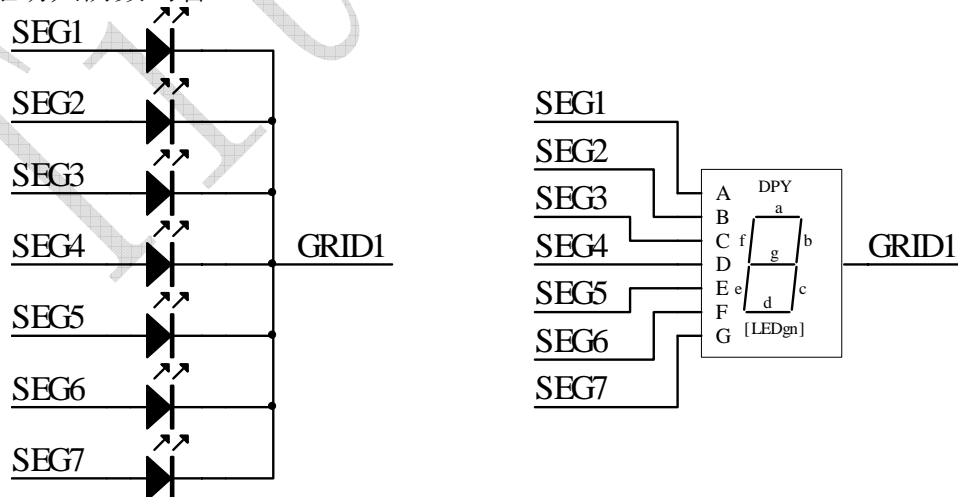 SEG1
SEG2
SEG3
SEG4
SEG5
SEG6
SEG7
GRID1
SEG1
SEG2
SEG3
SEG4
SEG5
SEG6
SEG7
A
B
C
D
E
F
G
DPY
a
f b
g
e c
d
[LEDgn]
GRID1